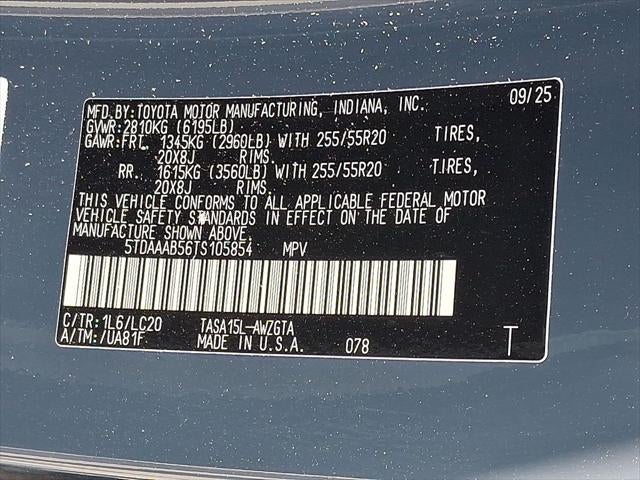 MFD.BY:TOYOTA MOTOR MANUFACTURING, INDIANA, INC. 09/25
GVWR:2810KG (6195LB)
GAWR:FRT. 1345KG (2960LB) WITH 255/55R20 TIRES,
20X8J RIMS.
RR. 1615KG (3560LB) WITH 255/55R20 TIRES,
20X8J RIMS.
THIS VEHICLE CONFORMS TO ALL APPLICABLE FEDERAL MOTOR
VEHICLE SAFETY STANDARDS IN EFFECT ON THE DATE OF
MANUFACTURE SHOWN ABOVE.
5TDAAAB56TS105854 MPV
C/TR:1L6/LC20 TASA15L-AWZGTA
A/TM:/UA81F MADE IN U.S.A. 078 T